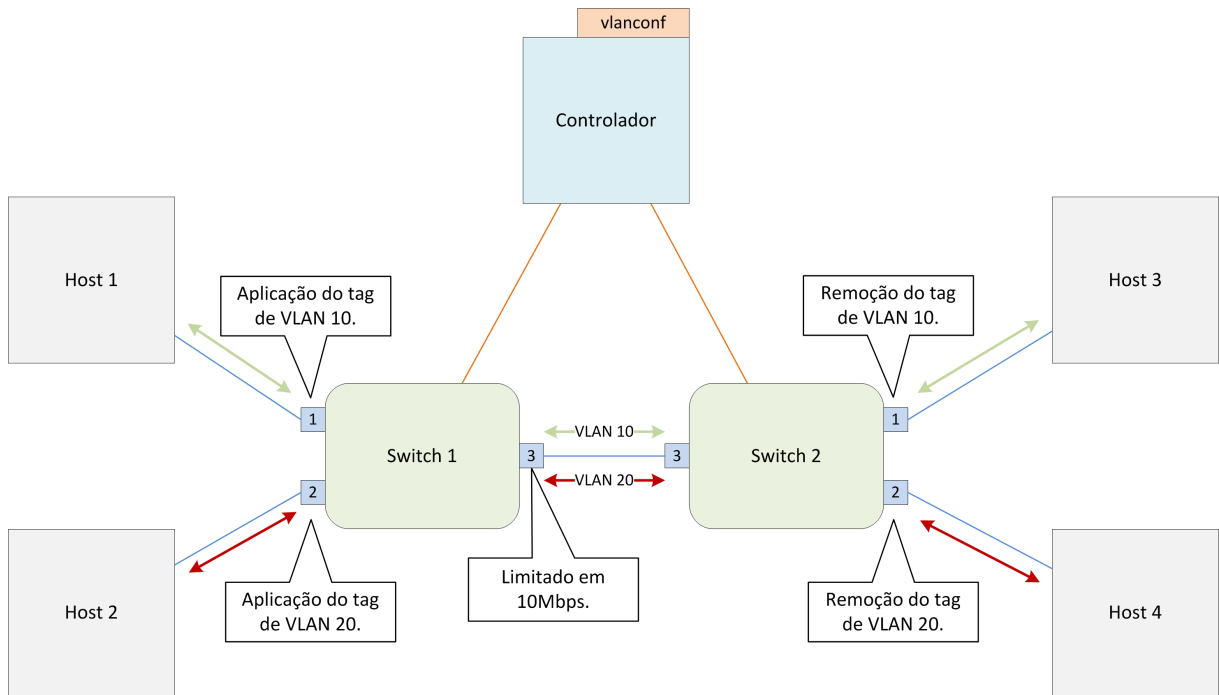 vlanconf
Controlador
Host 1
Aplicação do tag
de VLAN 10.
Remoção do tag
de VLAN 10.
Host 3
1
1
VLAN 10
Switch 1
3
3
Switch 2
VLAN 20
2
2
Limitado em
10Mbps.
Host 2
Aplicação do tag
de VLAN 20.
Remoção do tag
de VLAN 20.
Host 4